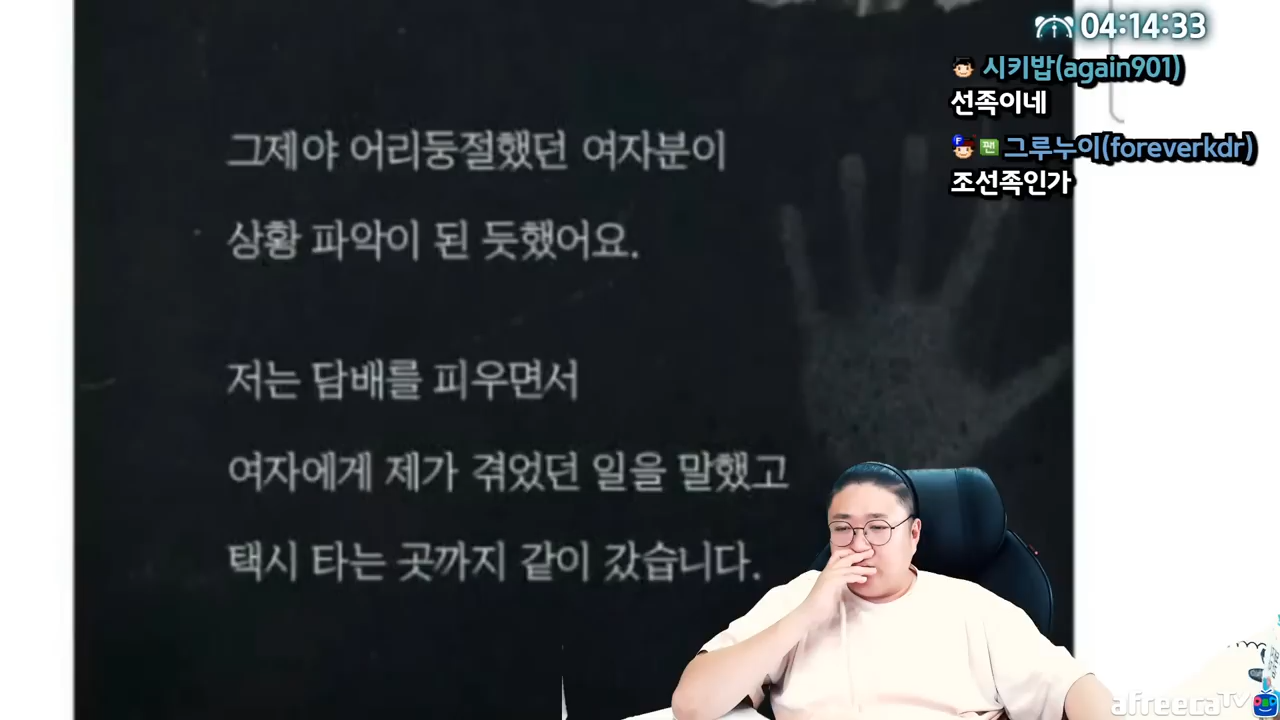 04:14:33
시키밥(again901)
선족이네
팬 그루누이(foreverkdr)
조선족인가
그제야 어리둥절했던 여자분이
상황 파악이 된 듯했어요.
저는 담배를 피우면서
여자에게 제가 겪었던 일을 말했고
택시 타는 곳까지 같이 갔습니다.
afreecaTV